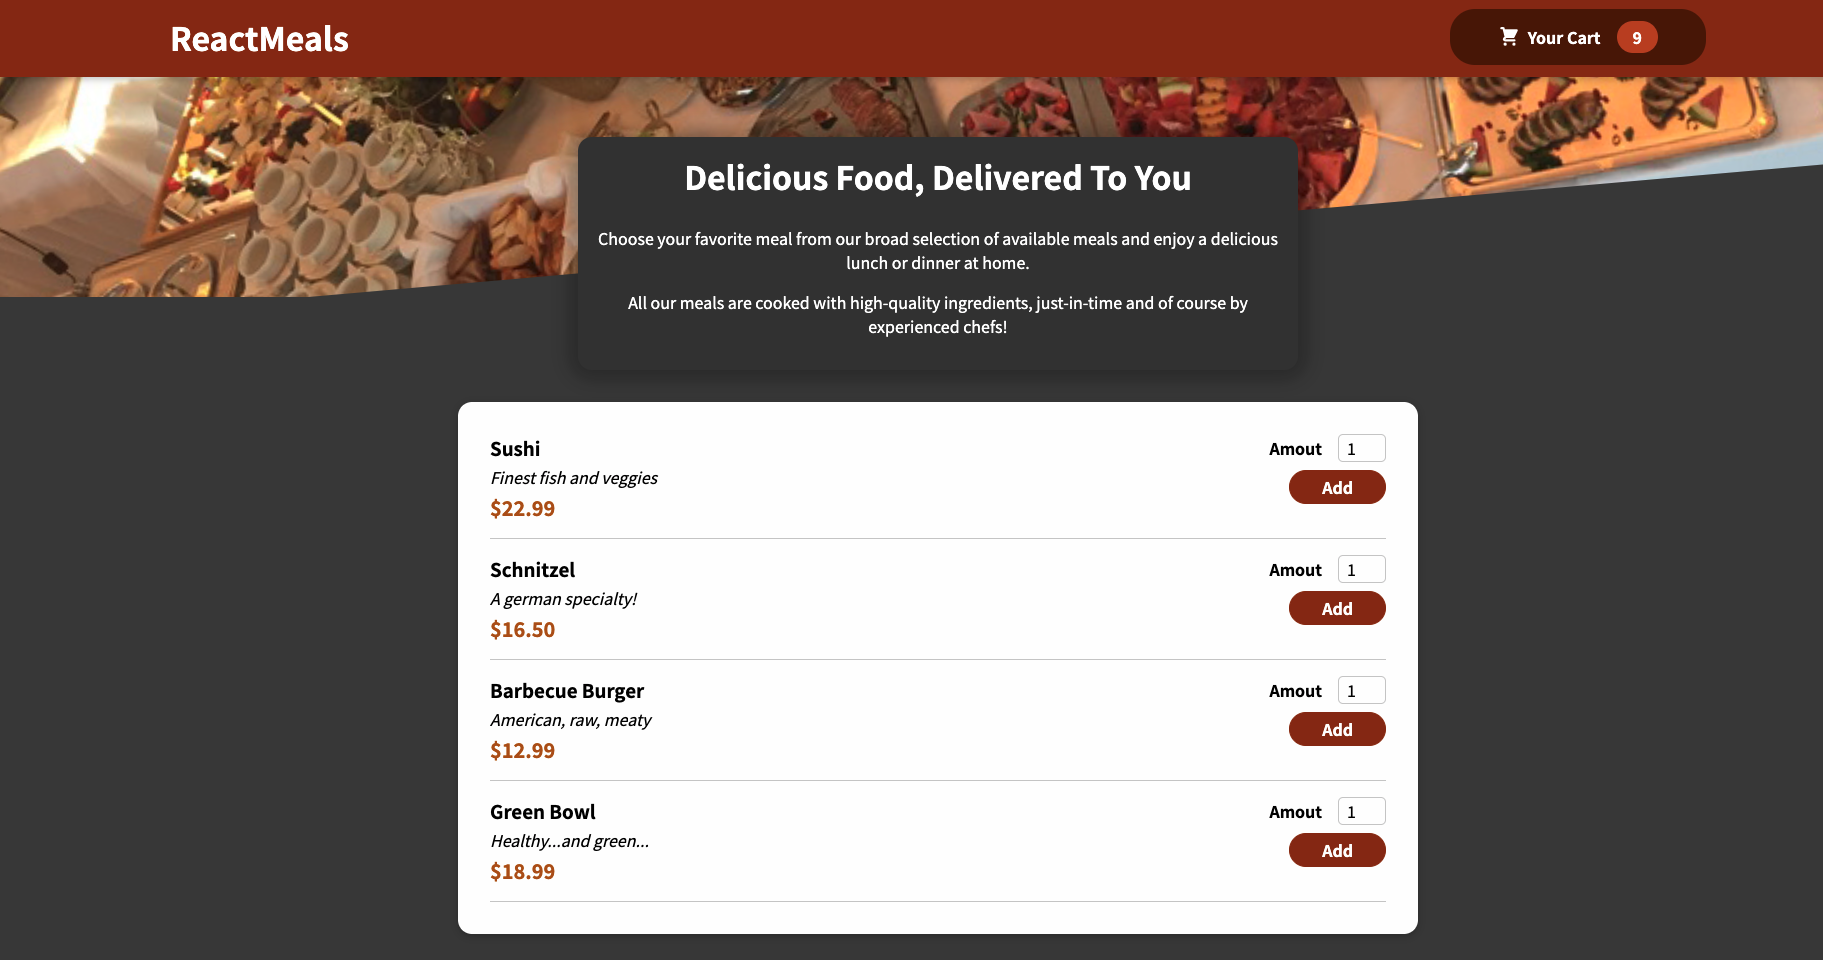 ReactMeals
Your Cart 9
Delicious Food, Delivered To You
Choose your favorite meal from our broad selection of available meals and enjoy a delicious
lunch or dinner at home.
All our meals are cooked with high-quality ingredients, just-in-time and of course by
experienced chefs!
Sushi
Finest fish and veggies
$22.99
Amout 1
Add
Schnitzel
A german specialty!
$16.50
Amout 1
Add
Barbecue Burger
American, raw, meaty
$12.99
Amout 1
Add
Green Bowl
Healthy...and green...
$18.99
Amout 1
Add